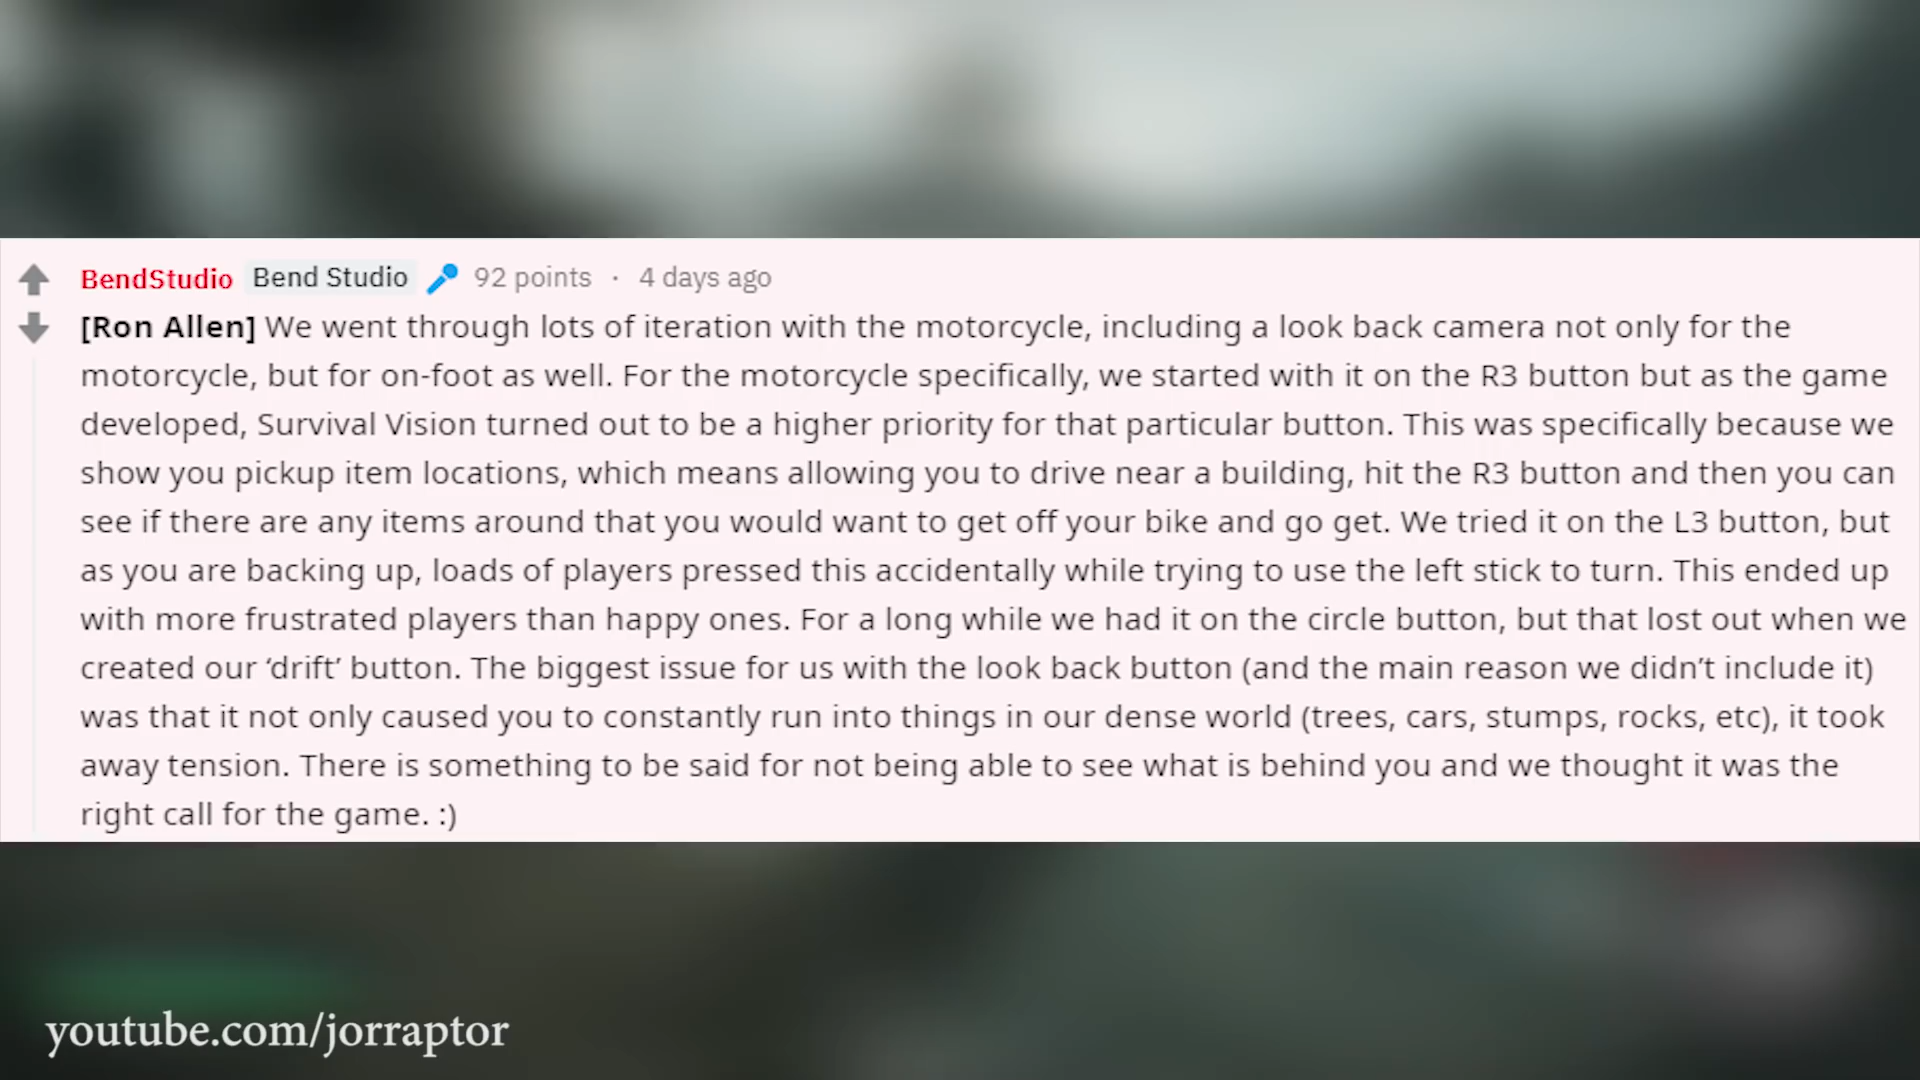 BendStudio Bend Studio 92 points · 4 days ago
[Ron Allen] We went through lots of iteration with the motorcycle, including a look back camera not only for the
motorcycle, but for on-foot as well. For the motorcycle specifically, we started with it on the R3 button but as the game
developed, Survival Vision turned out to be a higher priority for that particular button. This was specifically because we
show you pickup item locations, which means allowing you to drive near a building, hit the R3 button and then you can
see if there are any items around that you would want to get off your bike and go get. We tried it on the L3 button, but
as you are backing up, loads of players pressed this accidentally while trying to use the left stick to turn. This ended up
with more frustrated players than happy ones. For a long while we had it on the circle button, but that lost out when we
created our ‘drift’ button. The biggest issue for us with the look back button (and the main reason we didn’t include it)
was that it not only caused you to constantly run into things in our dense world (trees, cars, stumps, rocks, etc), it took
away tension. There is something to be said for not being able to see what is behind you and we thought it was the
right call for the game. :)
youtube.com/jorraptor